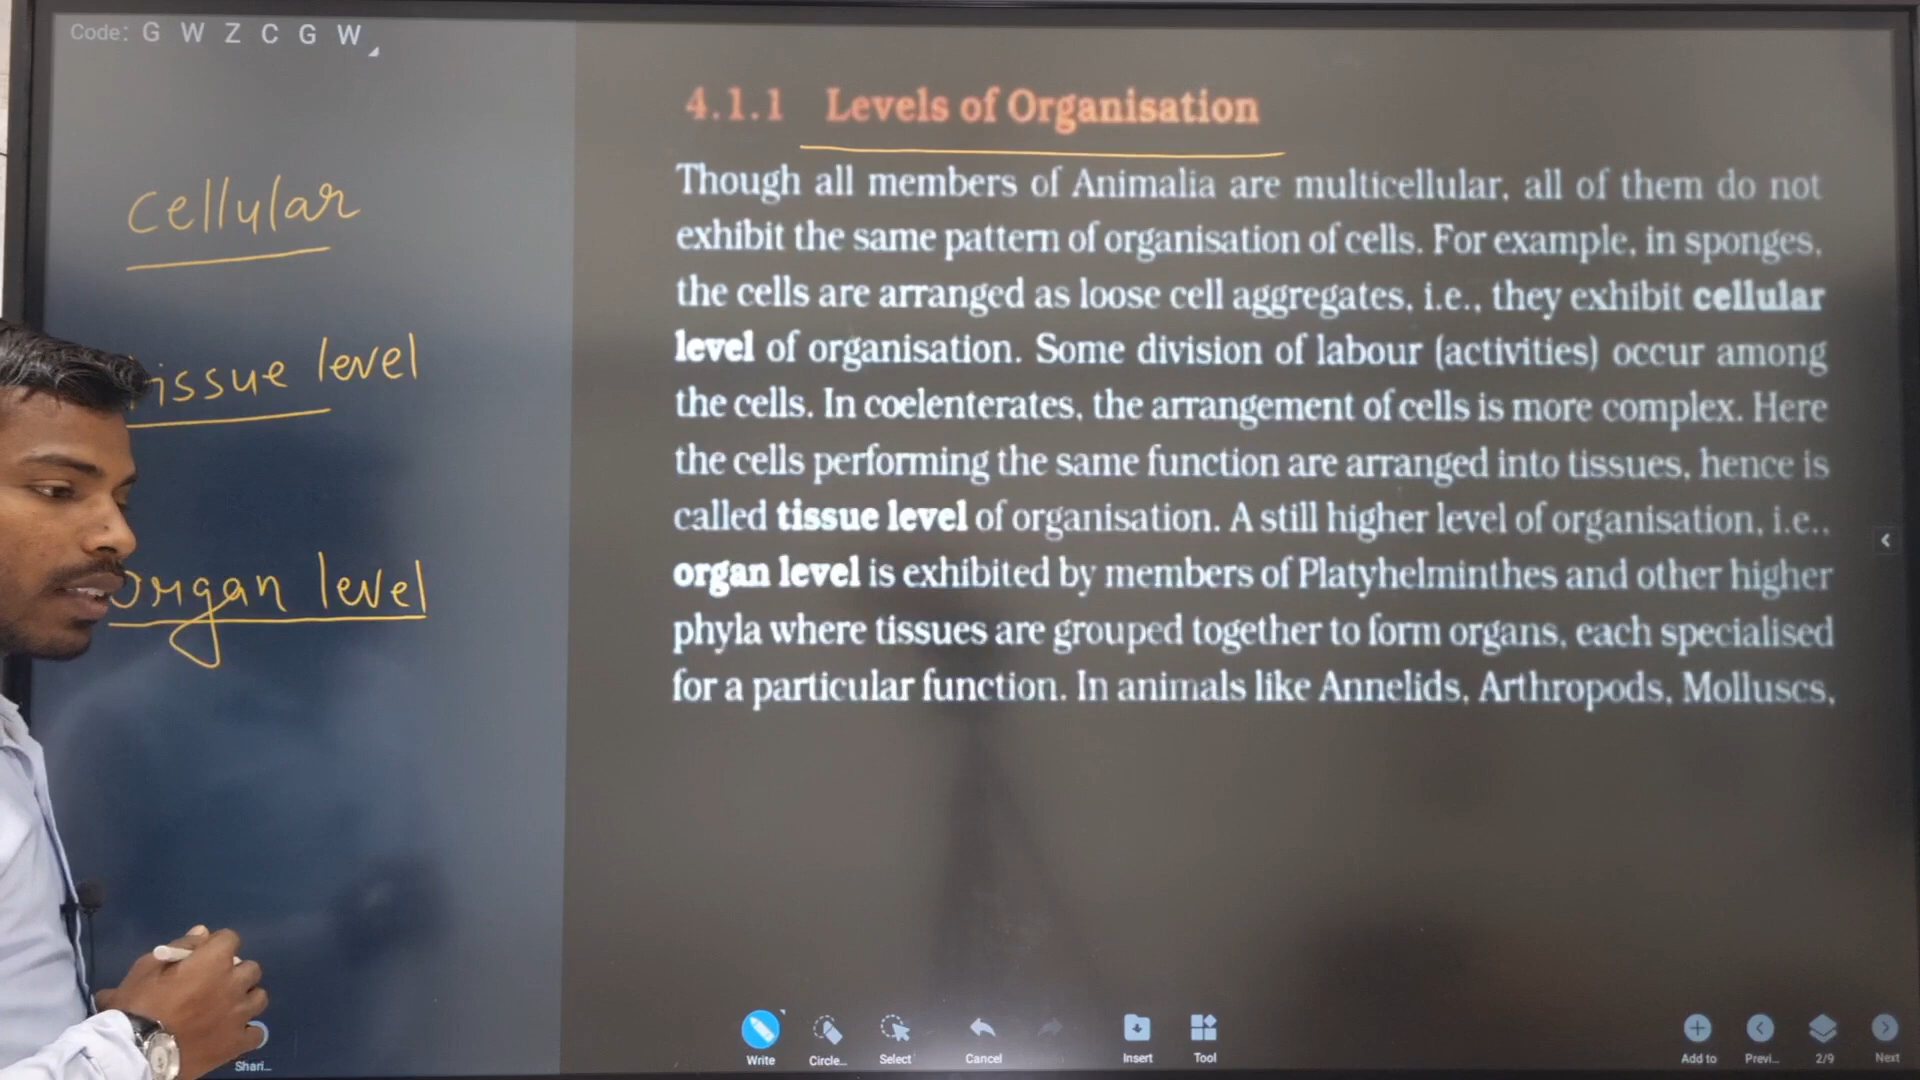 Code: G W Z C G W
cellular
Tissue level
organ level
4.1.1 Levels of Organisation
Though all members of Animalia are multicellular, all of them do not
exhibit the same pattern of organisation of cells. For example, in sponges,
the cells are arranged as loose cell aggregates, i.e., they exhibit cellular
level of organisation. Some division of labour (activities) occur among
the cells. In coelenterates, the arrangement of cells is more complex. Here
the cells performing the same function are arranged into tissues, hence is
called tissue level of organisation. A still higher level of organisation, i.e.,
organ level is exhibited by members of Platyhelminthes and other higher
phyla where tissues are grouped together to form organs, each specialised
for a particular function. In animals like Annelids, Arthropods, Molluscs,
Shari...
Write
Circle...
Select
Cancel
Insert
Tool
Add to
Previ...
2/9
Next